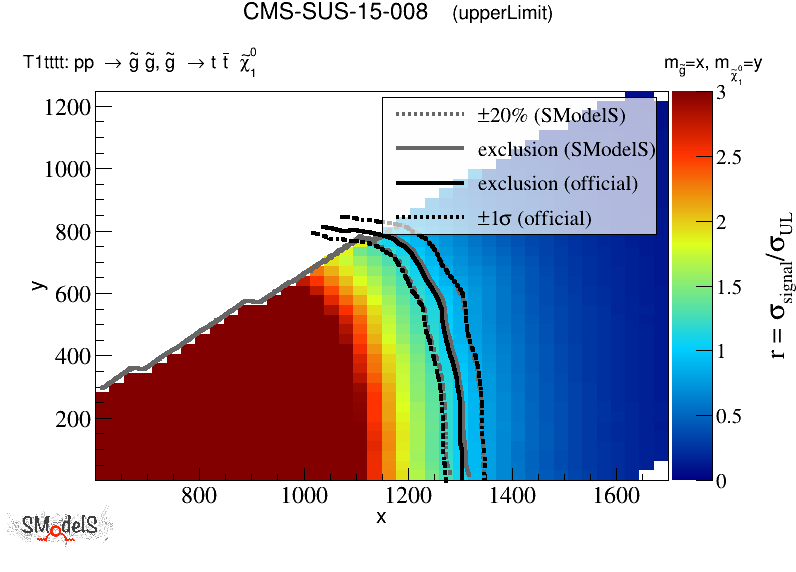 CMS-SUS-15-008 (upperLimit)
T1tttt: pp → g̃ g̃, g̃ → t t̄ χ̃₁⁰
m_g̃=x, m_χ̃₁⁰=y
±20% (SModelS)
exclusion (SModelS)
exclusion (official)
±1σ (official)
1200
1000
800
600
400
200
y
800 1000 1200 1400 1600
x
3
2.5
2
1.5
1
0.5
0
r = σ_signal/σ_UL
SModelS